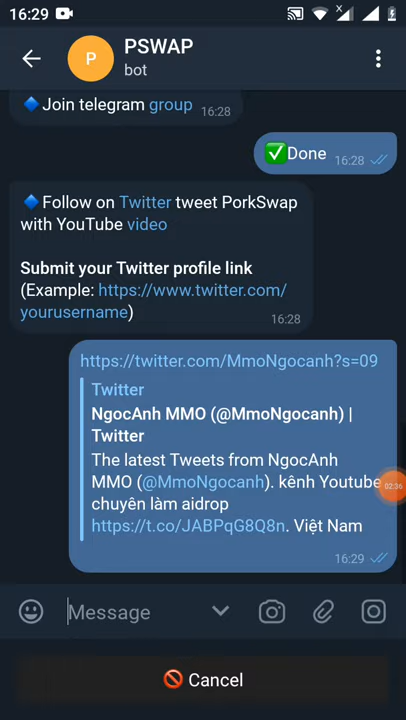 16:29
P
PSWAP
bot
🔷Join telegram group
16:28
✅Done
16:28
🔷Follow on Twitter tweet PorkSwap
with YouTube video
Submit your Twitter profile link
(Example: https://www.twitter.com/
yourusername)
16:28
https://twitter.com/MmoNgocanh?s=09
Twitter
NgocAnh MMO (@MmoNgocanh) |
Twitter
The latest Tweets from NgocAnh
MMO (@MmoNgocanh). kênh Youtube
chuyên làm aidrop
https://t.co/JABPqG8Q8n. Việt Nam
02:36
16:29
Message
🚫 Cancel